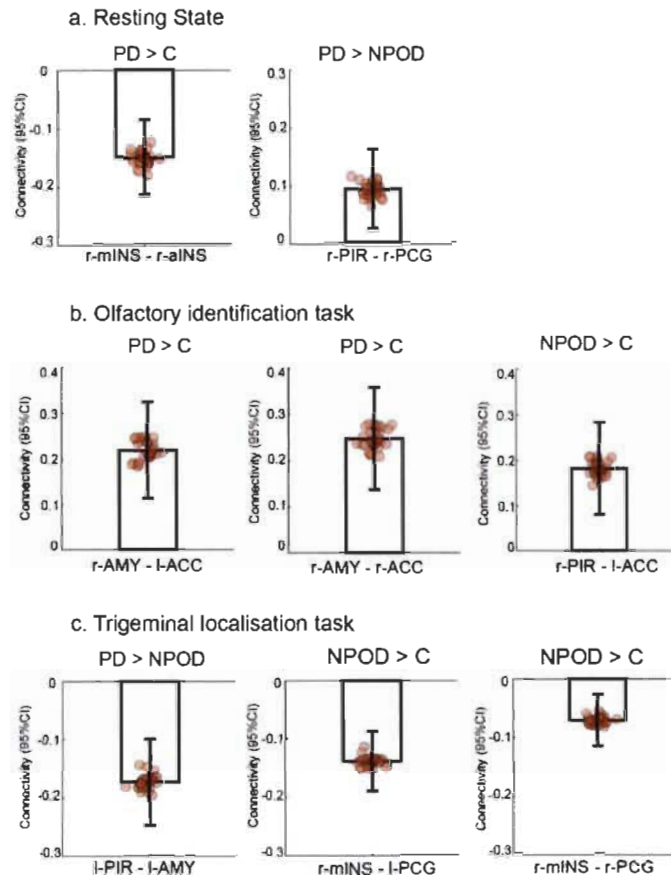 a. Resting State
PD > C
PD > NPOD
Connectivity (95%CI)
0
-0.1
-0.2
-0.3
r-mINS - r-aINS
Connectivity (95%CI)
0.3
0.2
0.1
0
r-PIR - r-PCG
b. Olfactory identification task
PD > C
PD > C
NPOD > C
Connectivity (95%CI)
0.4
0.3
0.2
0.1
0
r-AMY - l-ACC
Connectivity (95%CI)
0.4
0.3
0.2
0.1
0
r-AMY - r-ACC
Connectivity (95%CI)
0.4
0.3
0.2
0.1
0
r-PIR - l-ACC
c. Trigeminal localisation task
PD > NPOD
NPOD > C
NPOD > C
Connectivity (95%CI)
0
-0.1
-0.2
-0.3
l-PIR - l-AMY
Connectivity (95%CI)
0
-0.1
-0.2
-0.3
r-mINS - l-PCG
Connectivity (95%CI)
0
-0.1
-0.2
-0.3
r-mINS - r-PCG